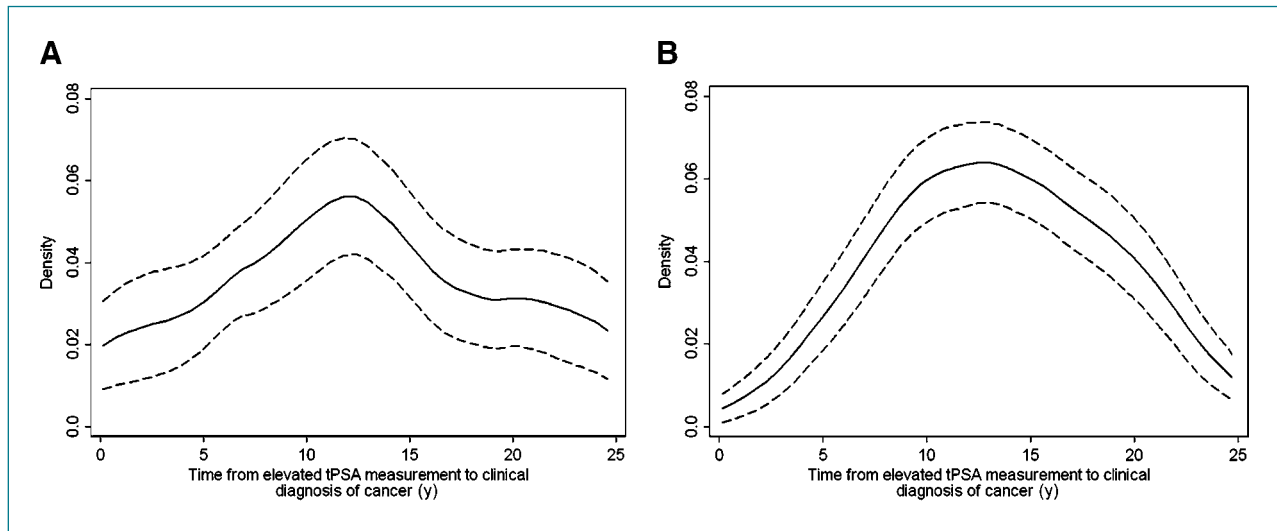 A
0.08
0.06
0.04
0.02
0.0
Density
0 5 10 15 20 25
Time from elevated tPSA measurement to clinical
diagnosis of cancer (y)
B
0.08
0.06
0.04
0.02
0.0
Density
0 5 10 15 20 25
Time from elevated tPSA measurement to clinical
diagnosis of cancer (y)